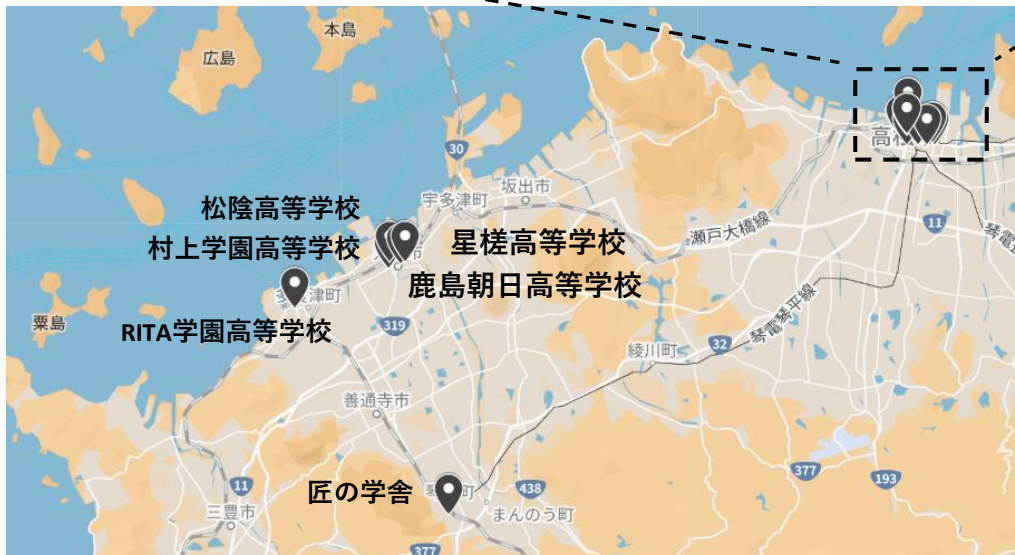 本島
広島
30
坂出市
宇多津町
松陰高等学校
村上学園高等学校
星槎高等学校
鹿島朝日高等学校
瀬戸大橋線
11
粟島
RITA学園高等学校
319
琴電琴平線
32
綾川町
善通寺市
377
193
11
匠の学舎
438
まんのう町
三豊市
377